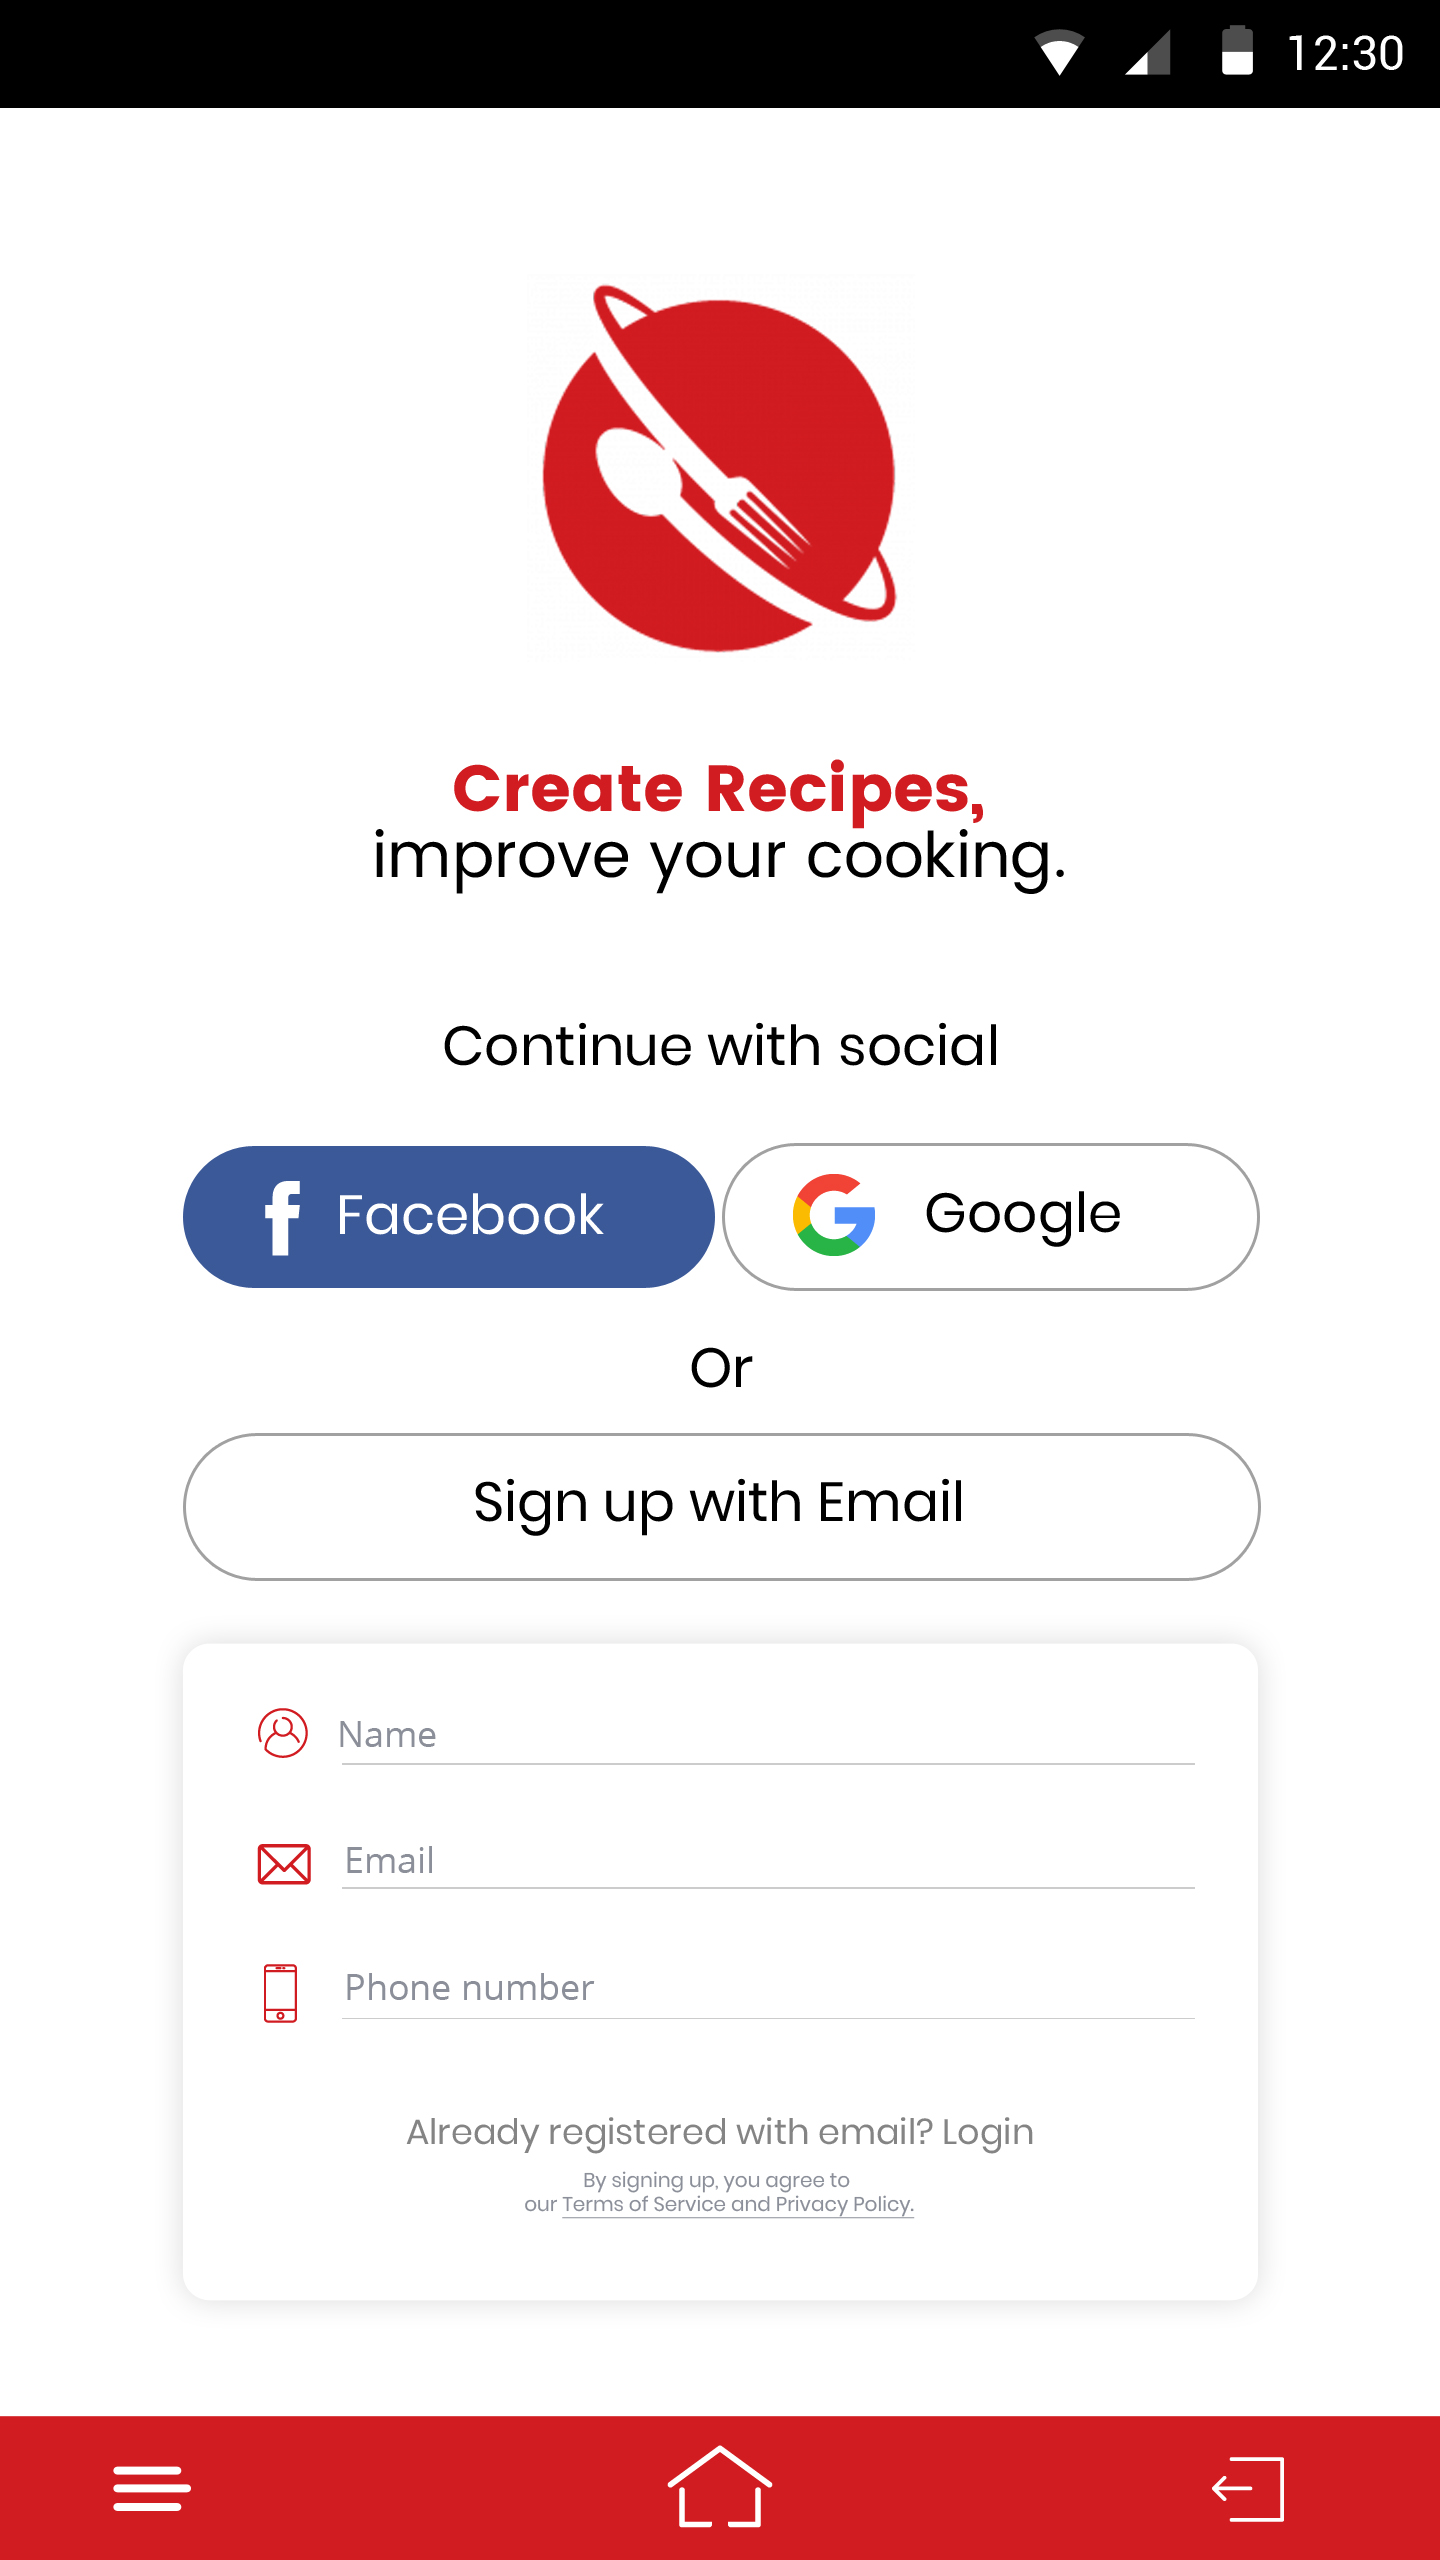 12:30
Create Recipes,
improve your cooking.
Continue with social
Facebook
Google
Or
Sign up with Email
Name
Email
Phone number
Already registered with email? Login
By signing up, you agree to
our Terms of Service and Privacy Policy.